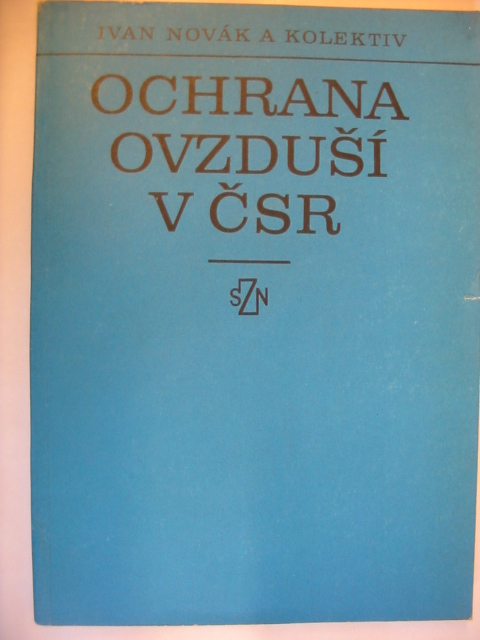 IVAN NOVÁK A KOLEKTIV
OCHRANA
OVZDUŠÍ
V ČSR
SZN